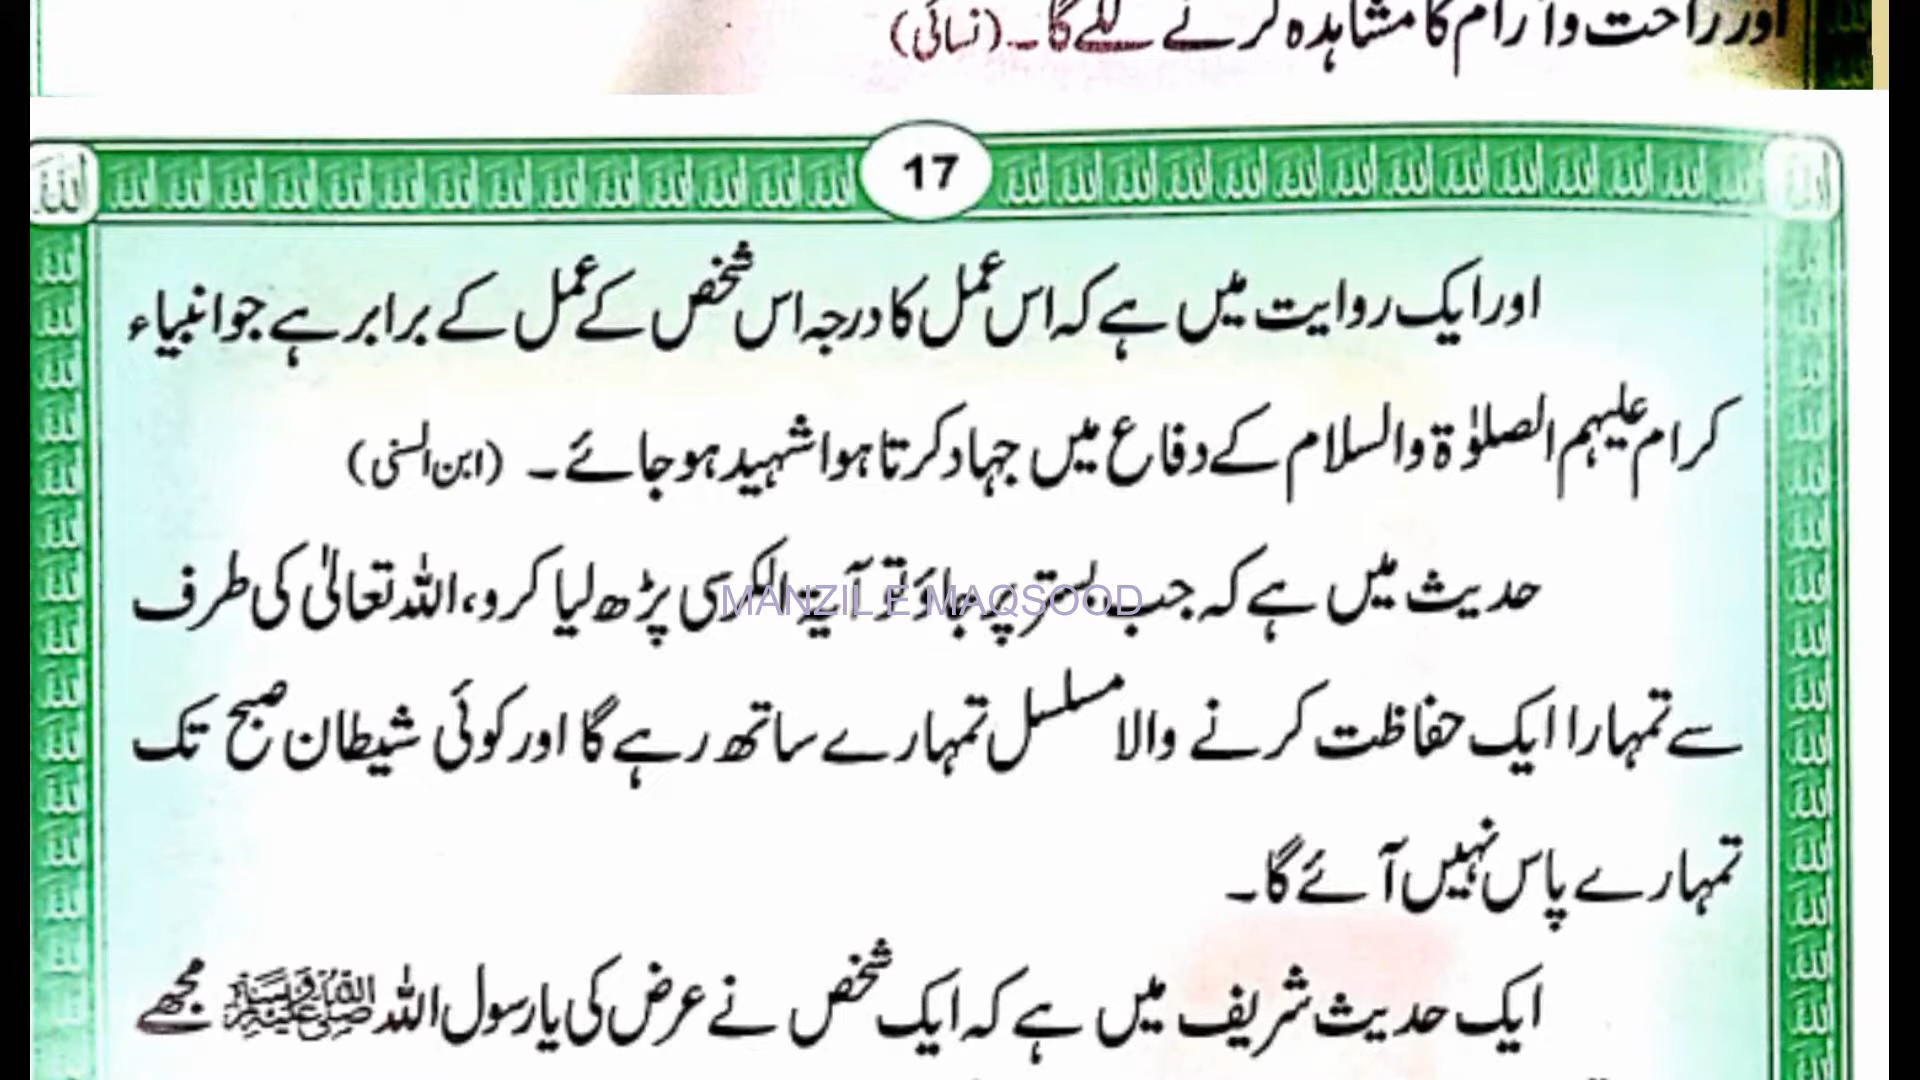 اور راحت و آرام کا مشاہدہ کرنے لگے گا۔ (نسائی)
17
اور ایک روایت میں ہے کہ اس عمل کا درجہ اس شخص کے عمل کے برابر ہے جو انبیاء
کرام علیہم الصلوٰۃ والسلام کے دفاع میں جہاد کرتا ہوا شہید ہو جائے۔ (ابن السنی)
حدیث میں ہے کہ جب بستر پر جاؤ تو آیۃ الکرسی پڑھ لیا کرو، اللہ تعالیٰ کی طرف
MANZIL E MAQSOOD
سے تمہارا ایک حفاظت کرنے والا مسلسل تمہارے ساتھ رہے گا اور کوئی شیطان صبح تک
تمہارے پاس نہیں آئے گا۔
ایک حدیث شریف میں ہے کہ ایک شخص نے عرض کی یا رسول اللہ ﷺ مجھے